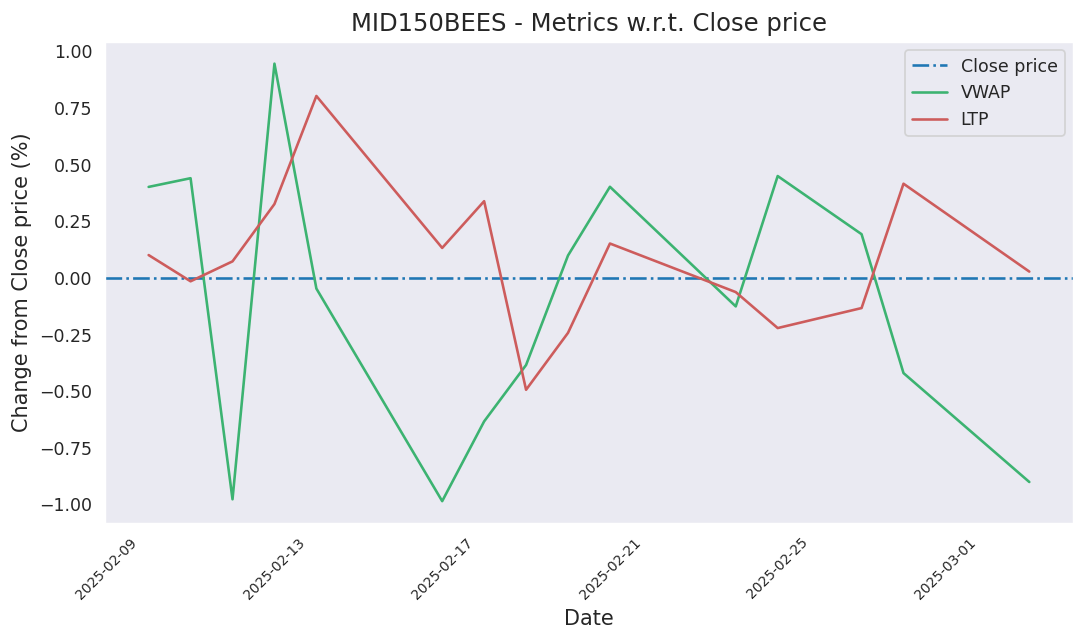 MID150BEES - Metrics w.r.t. Close price
Change from Close price (%)
1.00
0.75
0.50
0.25
0.00
−0.25
−0.50
−0.75
−1.00
Close price
VWAP
LTP
2025-02-09
2025-02-13
2025-02-17
2025-02-21
2025-02-25
2025-03-01
Date